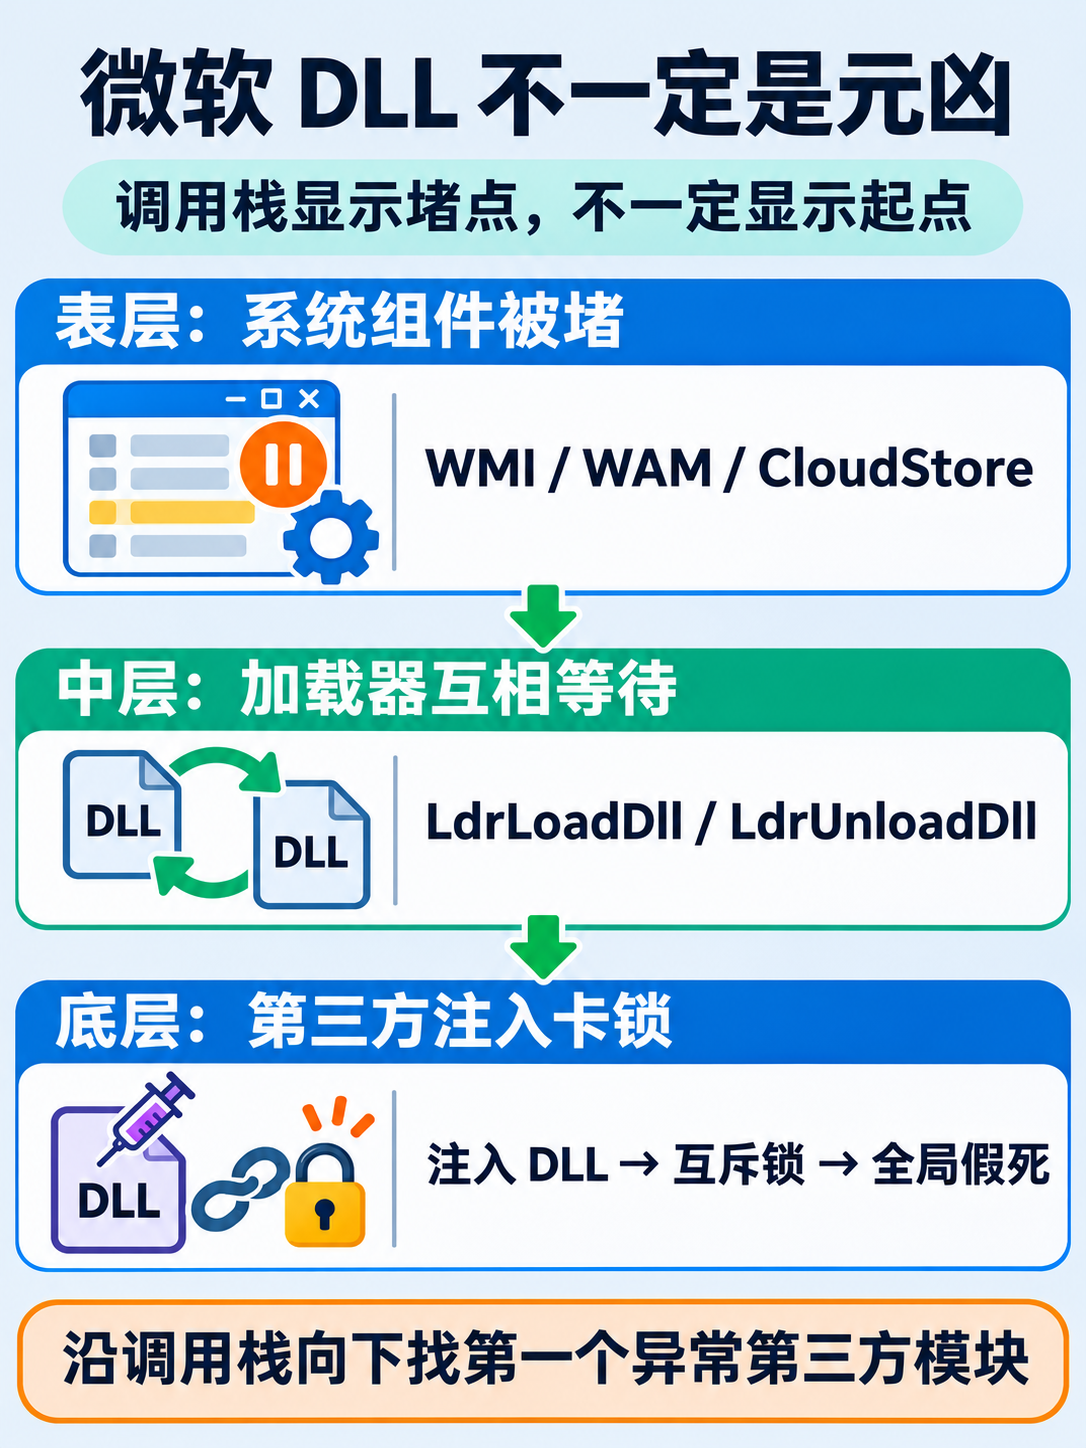 微软 DLL 不一定是元凶
调用栈显示堵点，不一定显示起点
表层：系统组件被堵
WMI / WAM / CloudStore
中层：加载器互相等待
DLL
DLL
LdrLoadDll / LdrUnloadDll
底层：第三方注入卡锁
DLL
注入 DLL → 互斥锁 → 全局假死
沿调用栈向下找第一个异常第三方模块